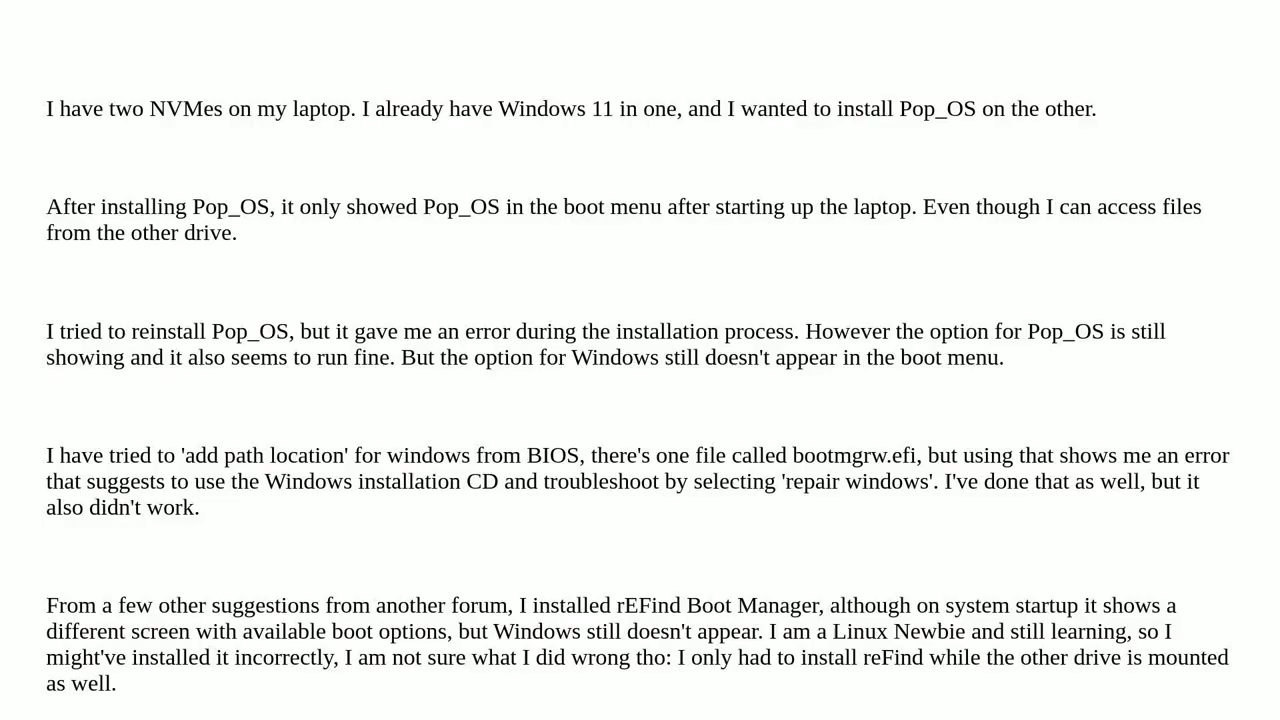 I have two NVMes on my laptop. I already have Windows 11 in one, and I wanted to install Pop_OS on the other.
After installing Pop_OS, it only showed Pop_OS in the boot menu after starting up the laptop. Even though I can access files
from the other drive.
I tried to reinstall Pop_OS, but it gave me an error during the installation process. However the option for Pop_OS is still
showing and it also seems to run fine. But the option for Windows still doesn't appear in the boot menu.
I have tried to 'add path location' for windows from BIOS, there's one file called bootmgrw.efi, but using that shows me an error
that suggests to use the Windows installation CD and troubleshoot by selecting 'repair windows'. I've done that as well, but it
also didn't work.
From a few other suggestions from another forum, I installed rEFind Boot Manager, although on system startup it shows a
different screen with available boot options, but Windows still doesn't appear. I am a Linux Newbie and still learning, so I
might've installed it incorrectly, I am not sure what I did wrong tho: I only had to install reFind while the other drive is mounted
as well.